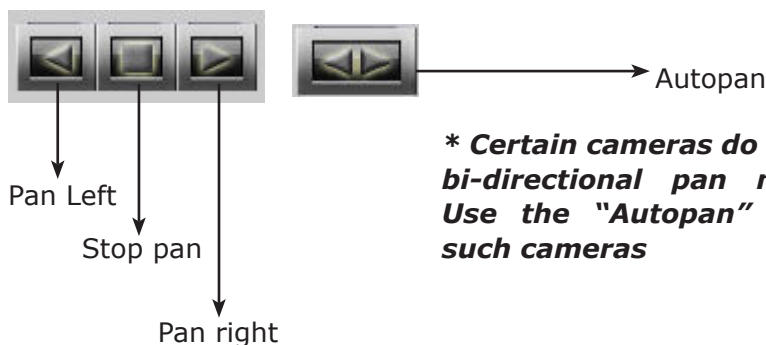 Autopan
* Certain cameras do
bi-directional pan
Use the “Autopan”
such cameras
Pan Left
Stop pan
Pan right